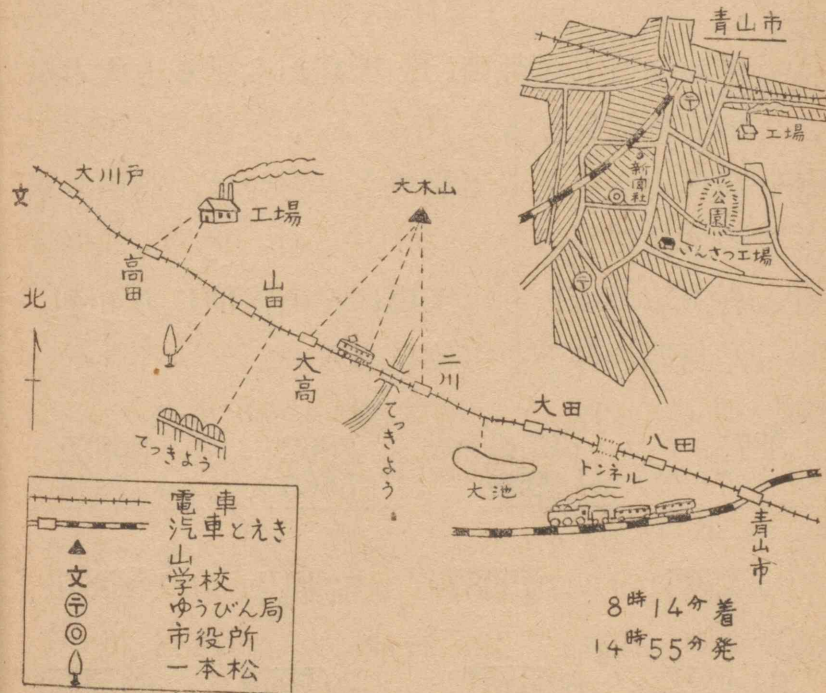 青山市
工場
新聞社
公園
いんさつ工場
文
大川戸
工場
大木山
高田
山田
大高
二川
てっきよう
てっきよう
大田
八田
トンネル
大池
青山市
北
電車
汽車とえき
山
文 学校
〒 ゆうびん局
◎ 市役所
一本松
8時14分着
14時55分発